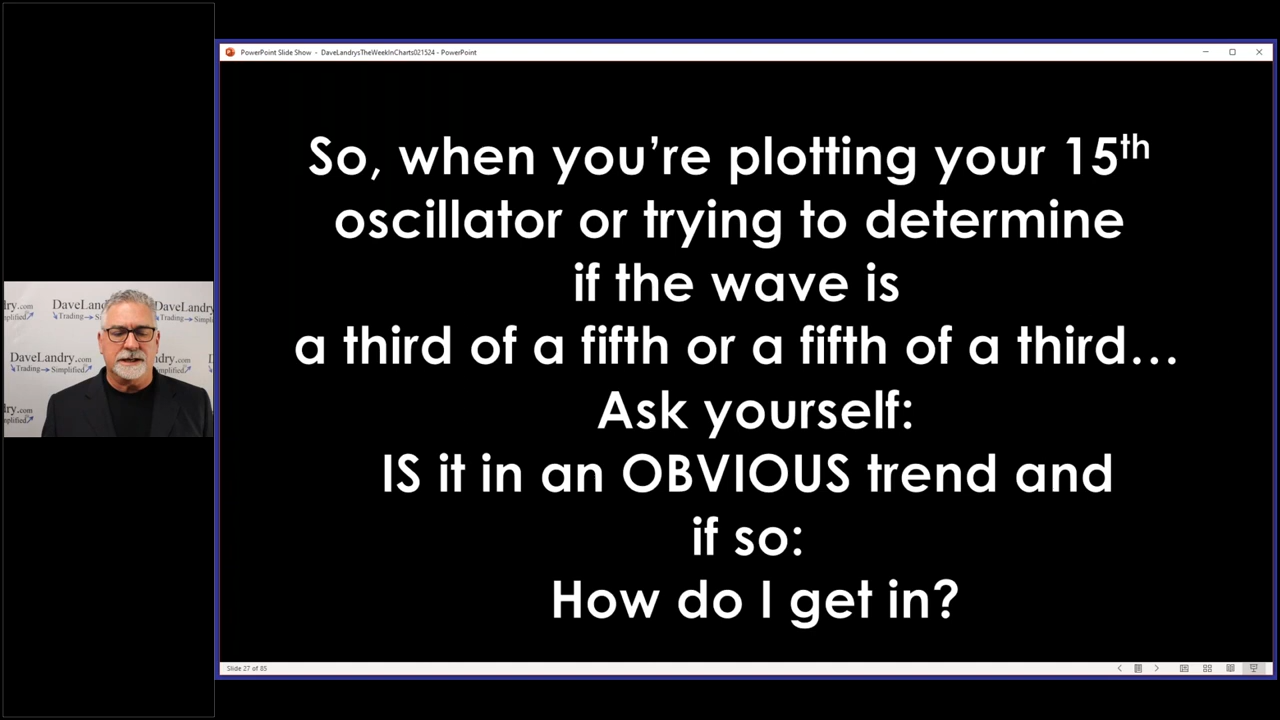 PowerPoint Slide Show - DaveLandrysTheWeekInCharts021524 - PowerPoint
So, when you’re plotting your 15th
oscillator or trying to determine
if the wave is
a third of a fifth or a fifth of a third…
Ask yourself:
IS it in an OBVIOUS trend and
if so:
How do I get in?
DaveLandry.com
Trading Simplified
Slide 27 of 85